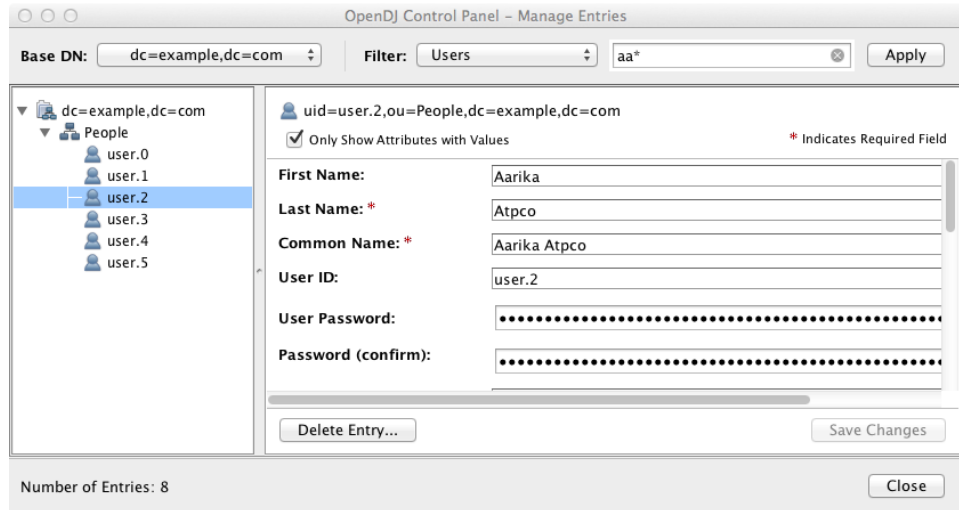 OpenDJ Control Panel – Manage Entries
Base DN: dc=example,dc=com Filter: Users aa* Apply
dc=example,dc=com
People
user.0
user.1
user.2
user.3
user.4
user.5
uid=user.2,ou=People,dc=example,dc=com
Only Show Attributes with Values * Indicates Required Field
First Name: Aarika
Last Name: * Atpco
Common Name: * Aarika Atpco
User ID: user.2
User Password: ••••••••••••••••••••••••••••••••••••••••••••••••
Password (confirm): ••••••••••••••••••••••••••••••••••••••••••••••••
Delete Entry... Save Changes
Number of Entries: 8 Close